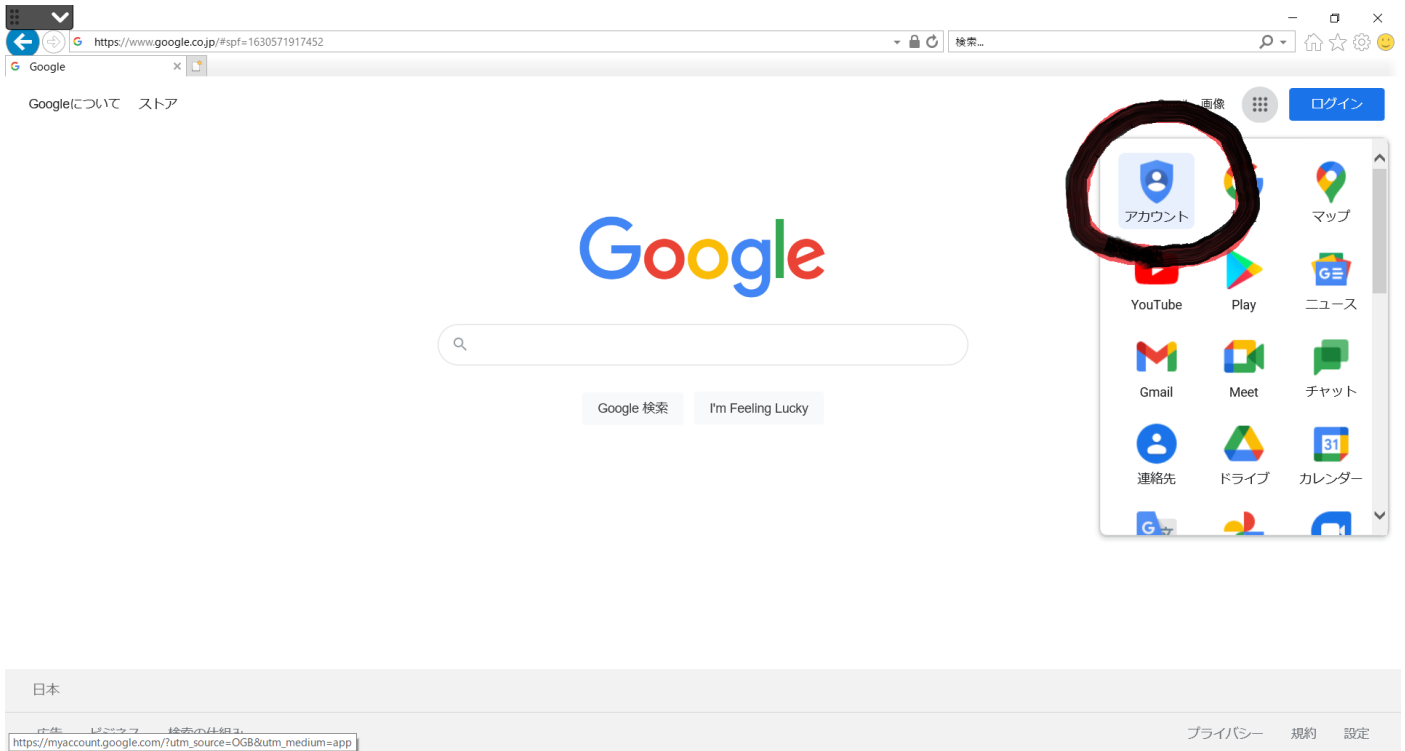 https://www.google.co.jp/#spf=1630571917452
検索...
Google
Googleについて ストア
画像 ログイン
アカウント マップ
Google
YouTube Play ニュース
Gmail Meet チャット
Google 検索 I'm Feeling Lucky
31
連絡先 ドライブ カレンダー
日本
プライバシー 規約 設定
https://myaccount.google.com/?utm_source=OGB&utm_medium=app